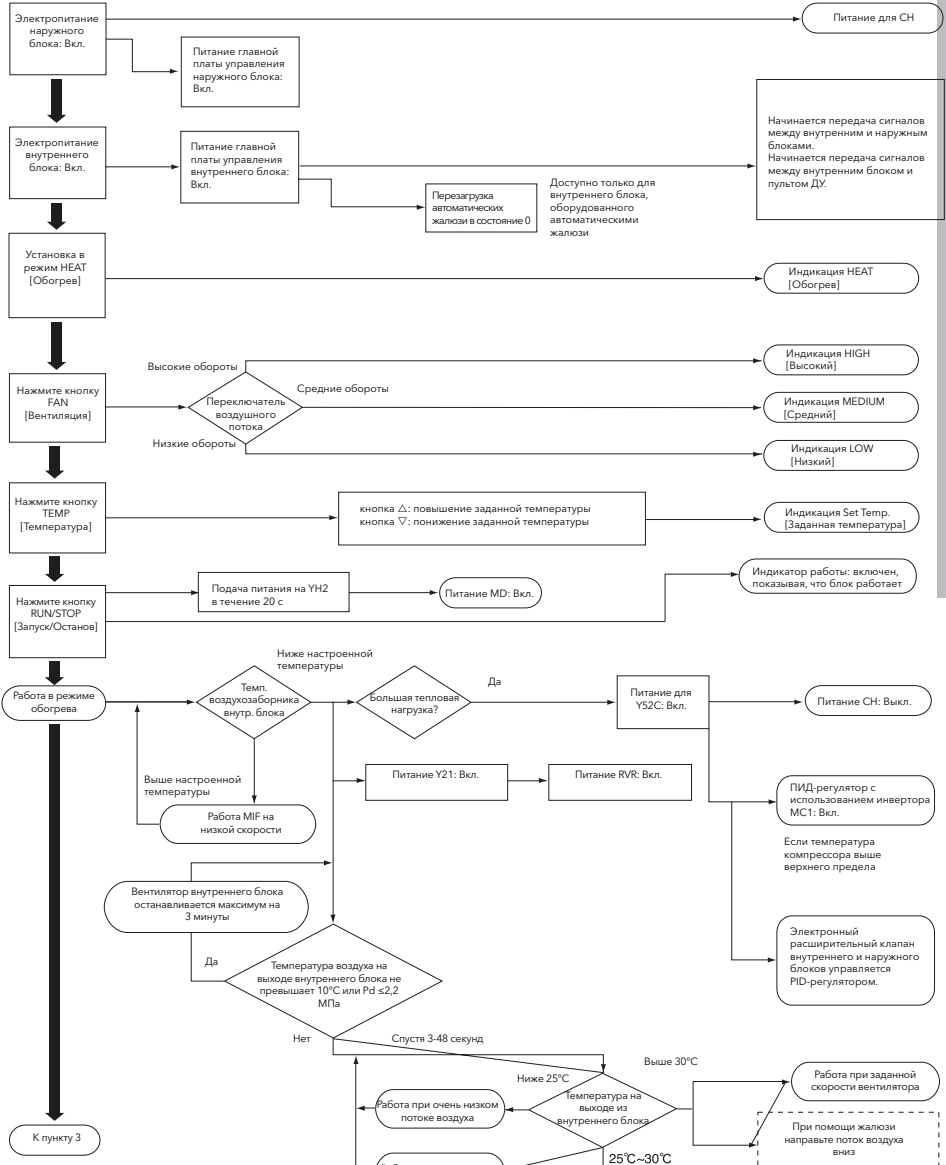 Электропитание
наружного
блока: Вкл.
Питание для CH
Питание главной
платы управления
наружного блока:
Вкл.
Электропитание
внутреннего
блока: Вкл.
Питание главной
платы управления
внутреннего блока:
Вкл.
Начинается передача сигналов
между внутренним и наружным
блоками.
Начинается передача сигналов
между внутренним блоком и
пультом ДУ.
Перезагрузка
автоматических
жалюзи в состояние 0
Доступно только для
внутреннего блока,
оборудованного
автоматическими
жалюзи
Установка в
режим HEAT
[Обогрев]
Индикация HEAT
[Обогрев]
Высокие обороты
Индикация HIGH
[Высокий]
Нажмите кнопку
FAN
[Вентиляция]
Переключатель
воздушного
потока
Средние обороты
Индикация MEDIUM
[Средний]
Низкие обороты
Индикация LOW
[Низкий]
Нажмите кнопку
TEMP
[Температура]
кнопка △: повышение заданной температуры
кнопка ▽: понижение заданной температуры
Индикация Set Temp.
[Заданная температура]
Нажмите кнопку
RUN/STOP
[Запуск/Останов]
Подача питания на YH2
в течение 20 с
Питание MD: Вкл.
Индикатор работы: включен,
показывая, что блок работает
Работа в режиме
обогрева
Темп.
воздухозаборника
внутр. блока
Ниже настроенной
температуры
Большая тепловая
нагрузка?
Да
Питание для
Y52C: Вкл.
Питание CH: Выкл.
Выше настроенной
температуры
Работа MIF на
низкой скорости
Питание Y21: Вкл.
Питание RVR: Вкл.
ПИД-регулятор с
использованием инвертора
MC1: Вкл.
Если температура
компрессора выше
верхнего предела
Вентилятор внутреннего блока
останавливается максимум на
3 минуты
Электронный
расширительный клапан
внутреннего и наружного
блоков управляется
PID-регулятором.
Да
Температура воздуха на
выходе внутреннего блока не
превышает 10°C или Pd ≤2,2
МПа
Нет
Спустя 3-48 секунд
Ниже 25°C
Выше 30°C
Работа при заданной
скорости вентилятора
Работа при очень низком
потоке воздуха
Температура на
выходе из
внутреннего блока
К пункту 3
При помощи жалюзи
направьте поток воздуха
вниз
25°C~30°C